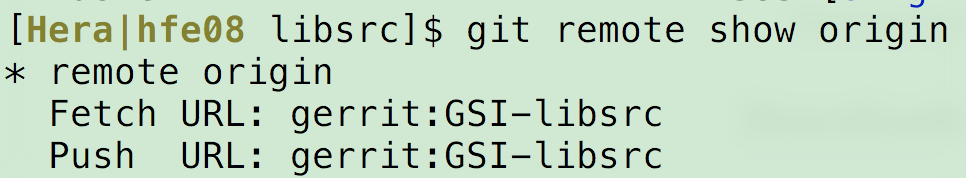 [Hera|hfe08 libsrc]$ git remote show origin
* remote origin
  Fetch URL: gerrit:GSI-libsrc
  Push  URL: gerrit:GSI-libsrc